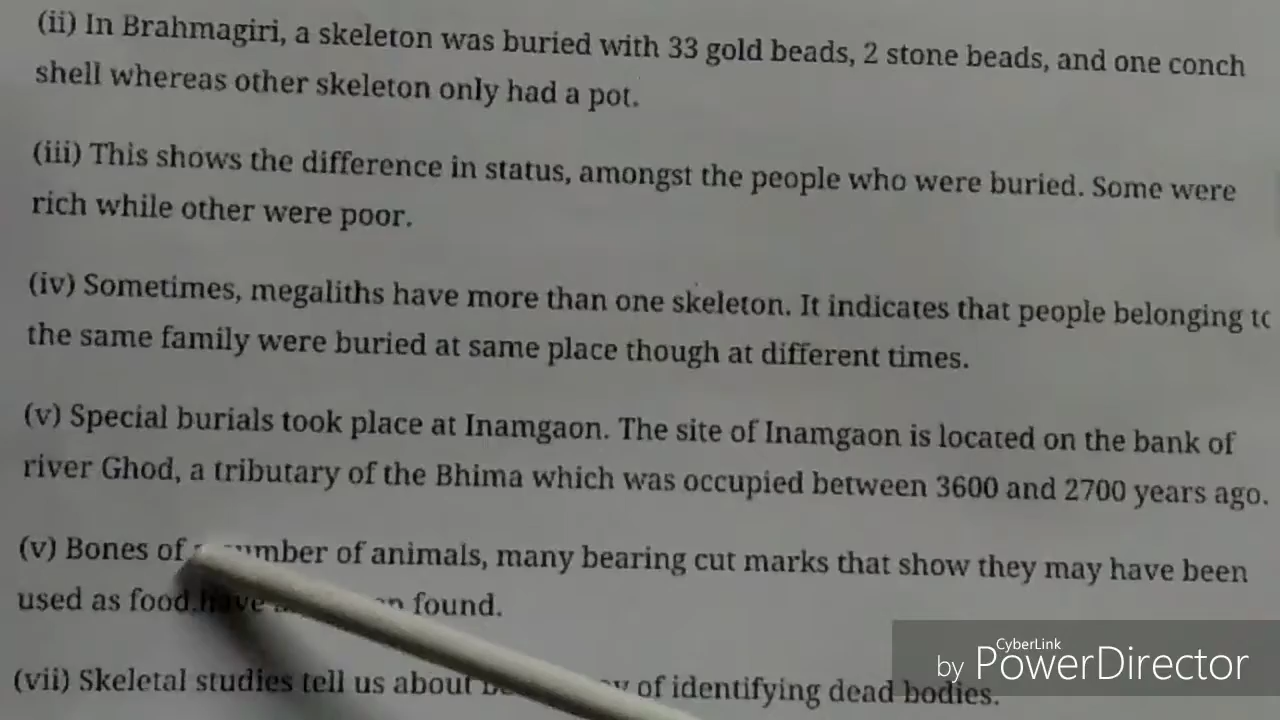 (ii) In Brahmagiri, a skeleton was buried with 33 gold beads, 2 stone beads, and one conch
shell whereas other skeleton only had a pot.
(iii) This shows the difference in status, amongst the people who were buried. Some were
rich while other were poor.
(iv) Sometimes, megaliths have more than one skeleton. It indicates that people belonging to
the same family were buried at same place though at different times.
(v) Special burials took place at Inamgaon. The site of Inamgaon is located on the bank of
river Ghod, a tributary of the Bhima which was occupied between 3600 and 2700 years ago.
(v) Bones of number of animals, many bearing cut marks that show they may have been
used as food have found.
(vii) Skeletal studies tell us about of identifying dead bodies.
CyberLink
by PowerDirector